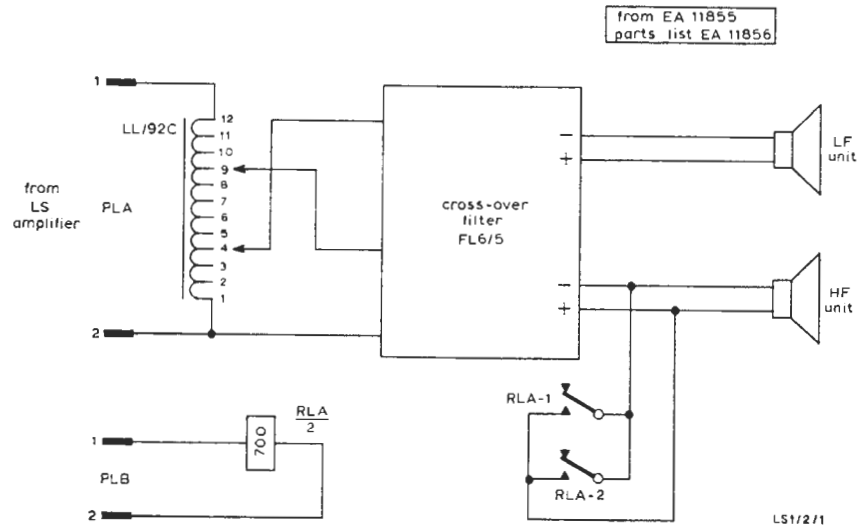 from EA 11855
parts list EA 11856
1
LL/92C
12
11
10
9
8
7
6
5
4
3
2
1
from
LS
amplifier
PLA
2
cross-over
filter
FL6/5
−
+
LF
unit
−
+
HF
unit
RLA-1
RLA-2
RLA
2
700
1
PLB
2
LS1/2/1